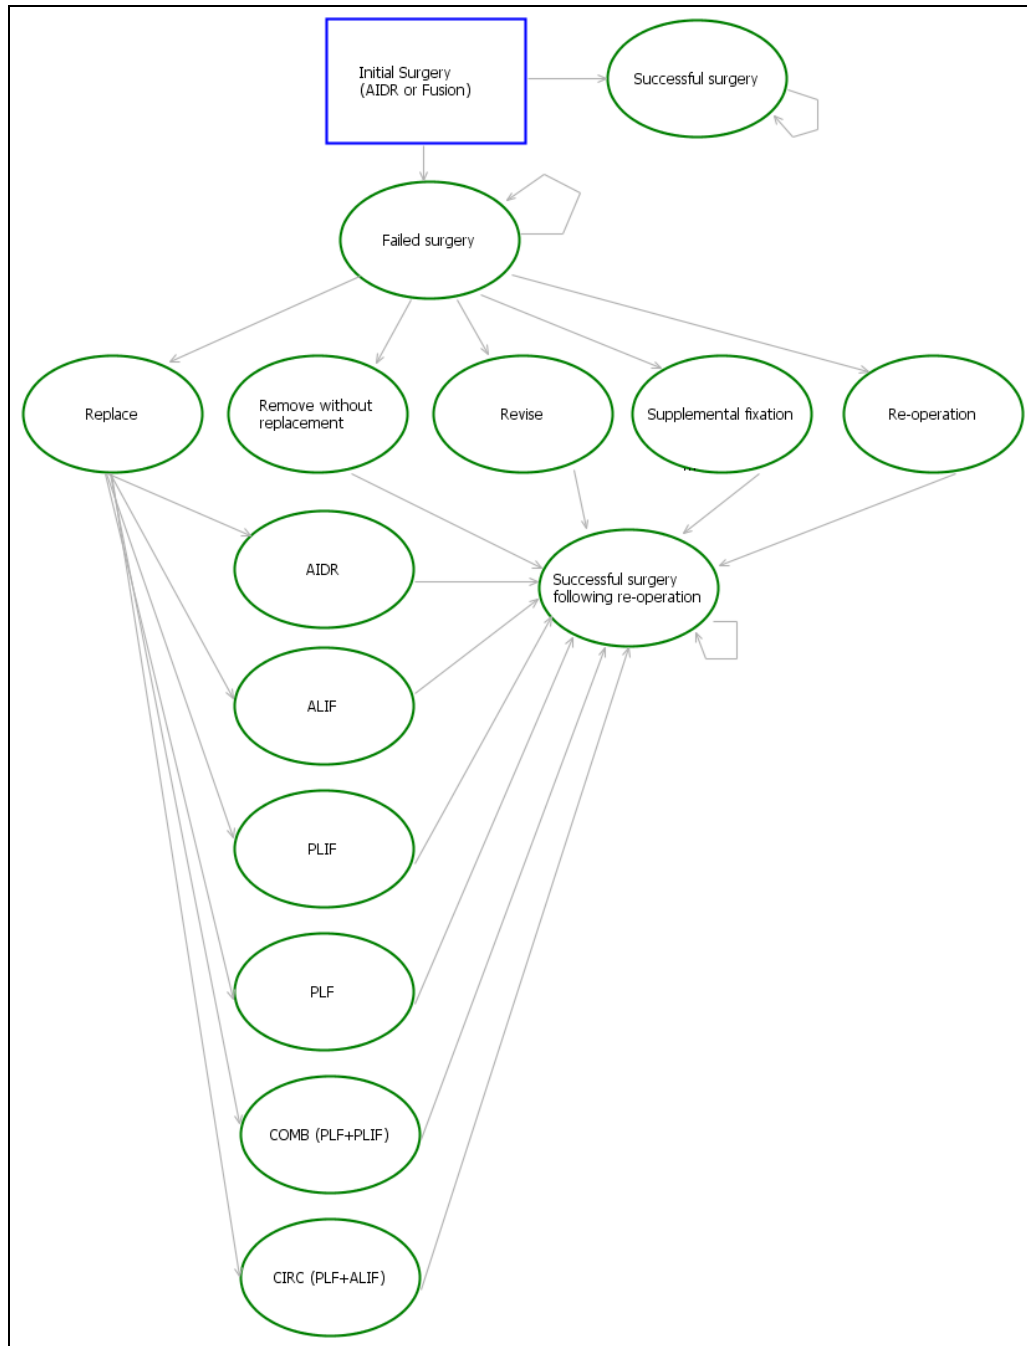 Initial Surgery
(AIDR or Fusion)
Successful surgery
Failed surgery
Replace
Remove without
replacement
Revise
Supplemental fixation
Re-operation
...
AIDR
Successful surgery
following re-operation
ALIF
PLIF
PLF
COMB (PLF+PLIF)
CIRC (PLF+ALIF)